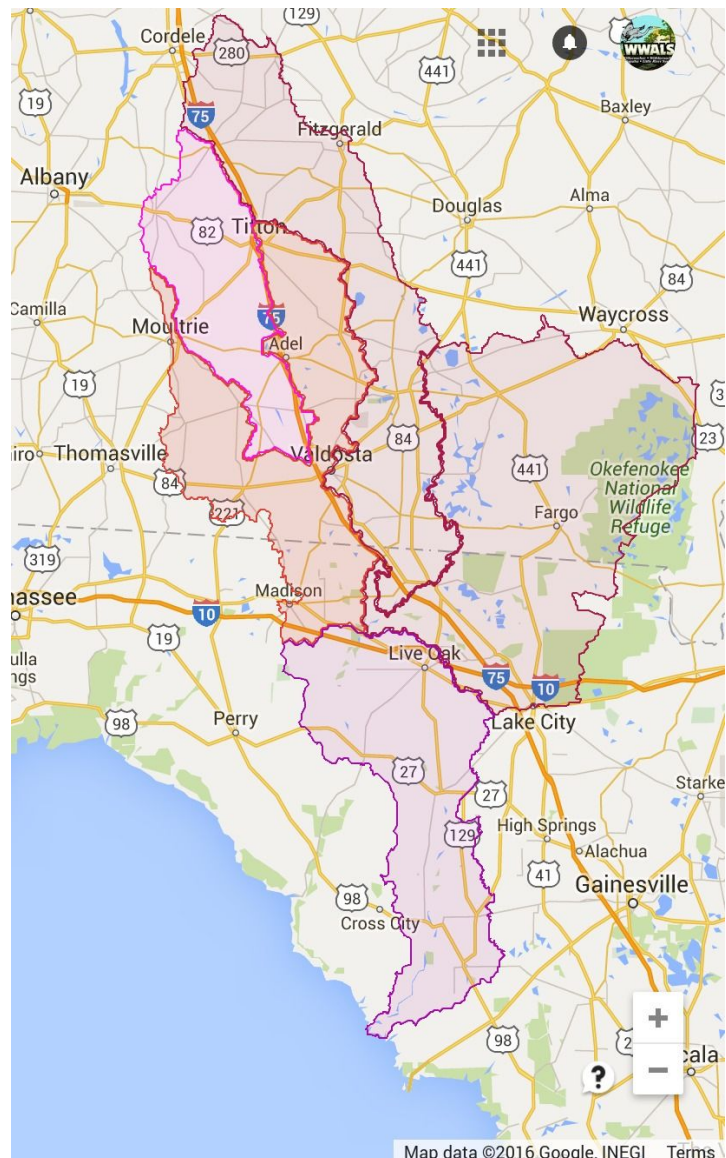 129
Cordele
280
441
WWALS
19
75
Fitzgerald
Baxley
Albany
Tifton
82
Douglas
Alma
441
84
Camilla
Moultrie
75
Adel
Waycross
19
84
23
Thomasville
84
Valdosta
441
Okefenokee
National
Wildlife
Refuge
221
Fargo
319
Madison
10
nassee
19
Live Oak
75
10
98
Perry
Lake City
27
27
Starke
129
High Springs
Alachua
41
Gainesville
98
Cross City
+
98
cala
−
?
Map data ©2016 Google, INEGI Terms